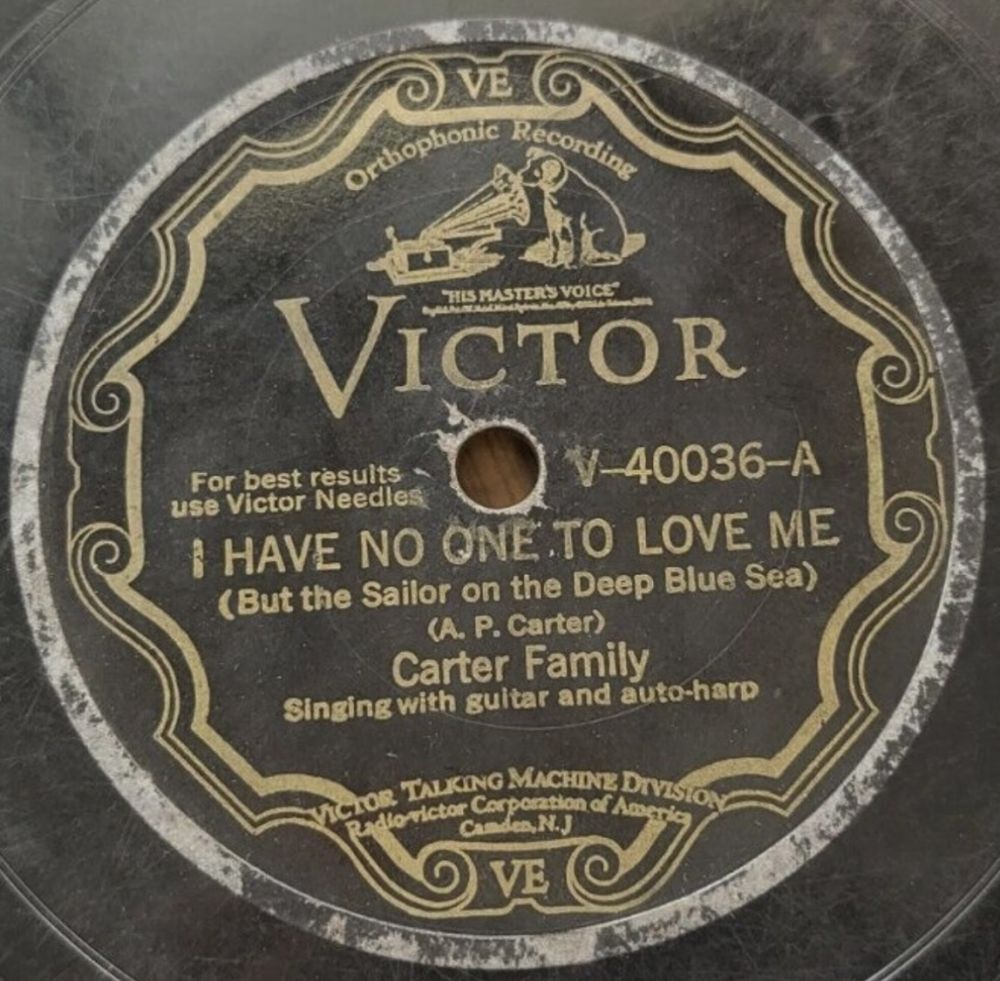 VE
Orthophonic Recording
"HIS MASTER'S VOICE"
VICTOR
For best results
use Victor Needles
V-40036-A
I HAVE NO ONE TO LOVE ME
(But the Sailor on the Deep Blue Sea)
(A. P. Carter)
Carter Family
Singing with guitar and auto-harp
VICTOR TALKING MACHINE DIVISION
Radio-victor Corporation of America
Camden, N. J
VE